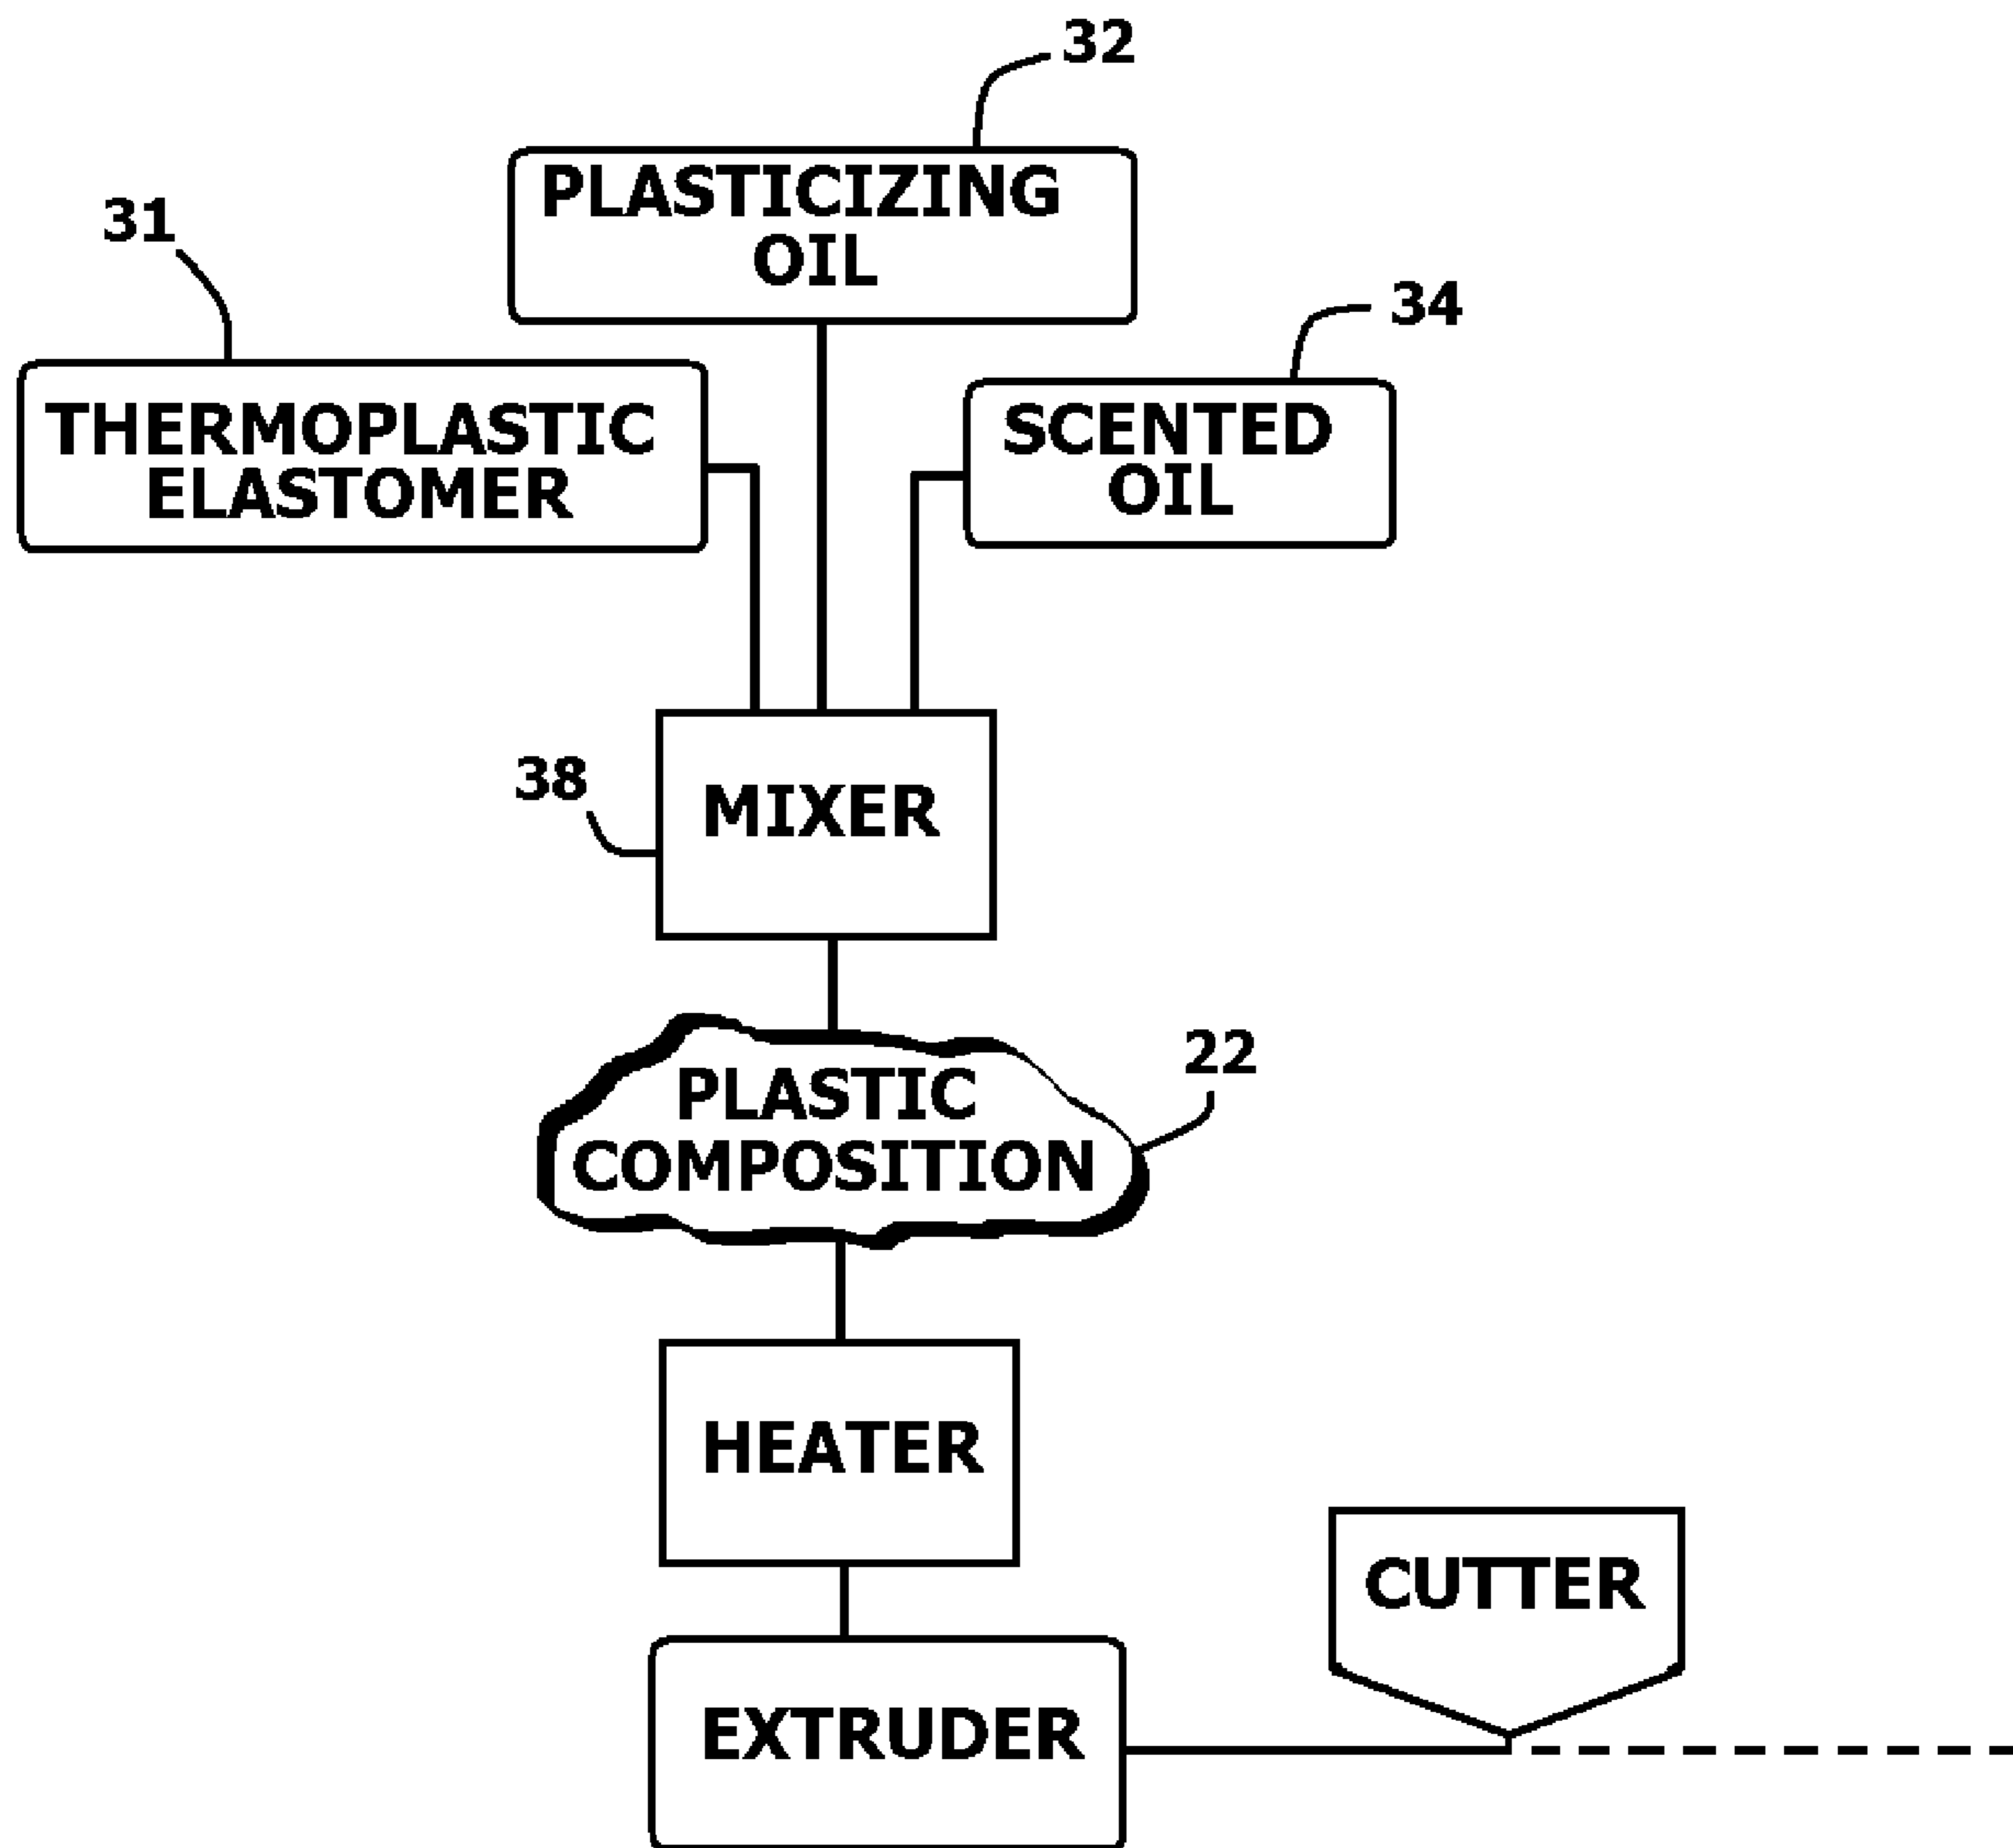 32
PLASTICIZING
OIL
31
34
THERMOPLASTIC
ELASTOMER
SCENTED
OIL
38
MIXER
22
PLASTIC
COMPOSITION
HEATER
CUTTER
EXTRUDER